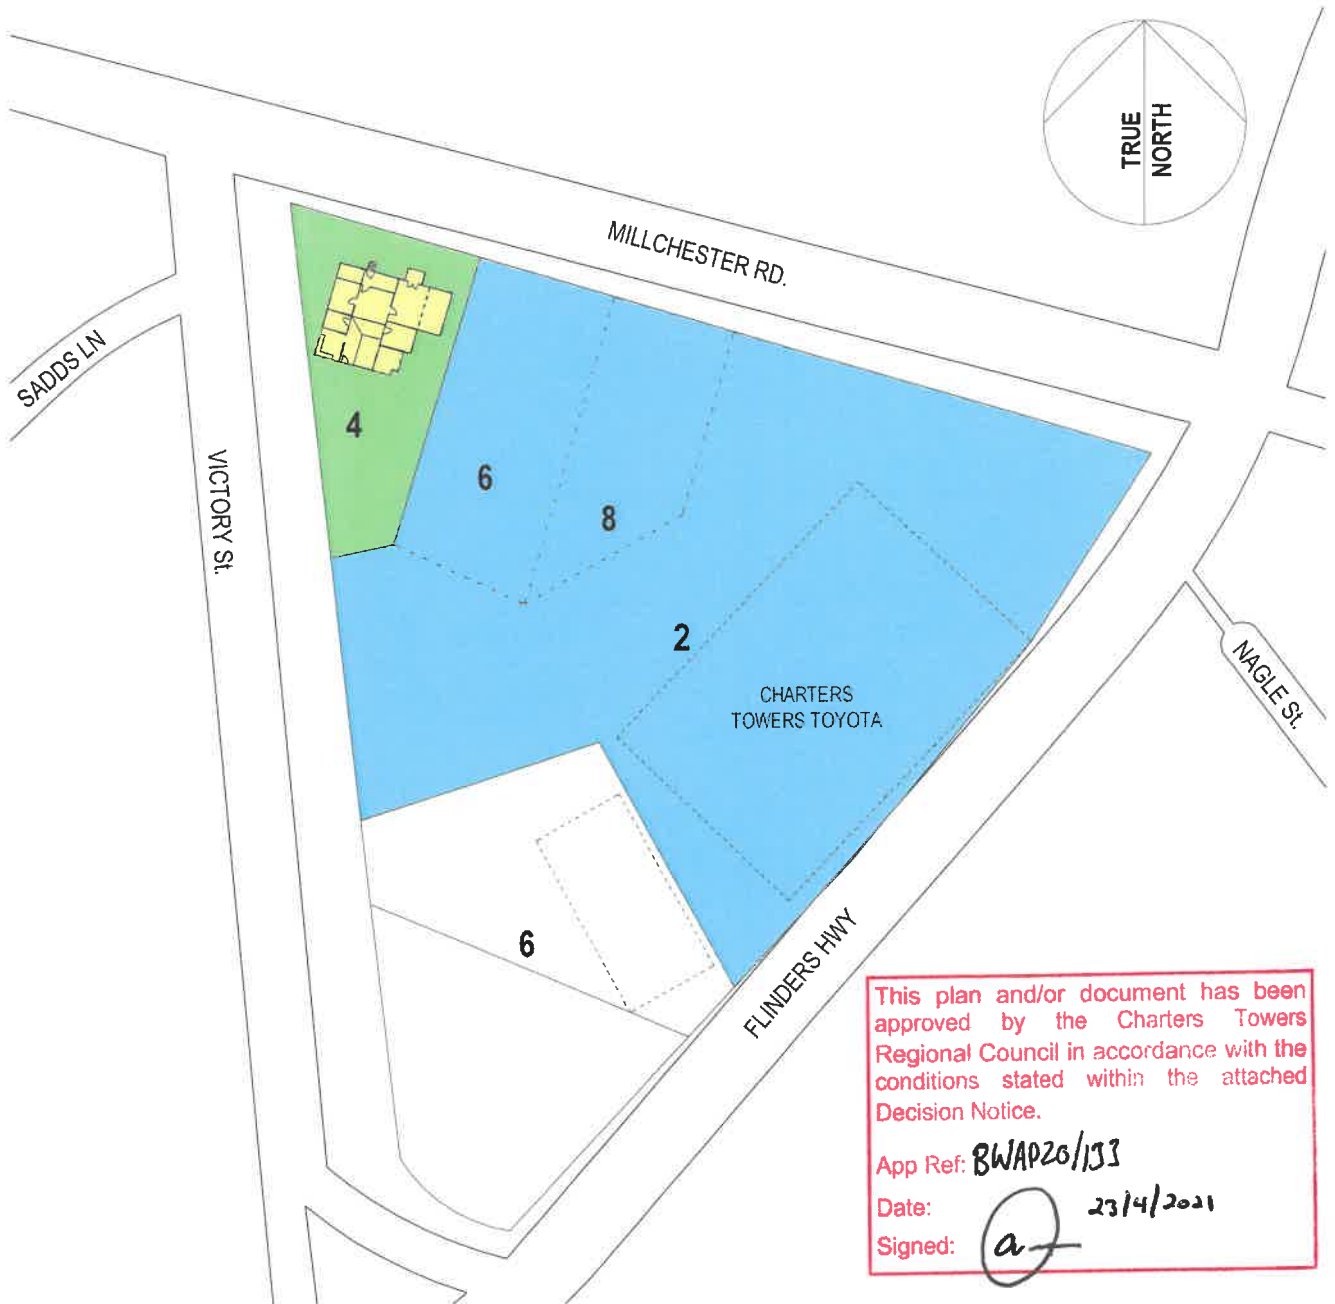 TRUE
NORTH
MILLCHESTER RD.
SADDS LN
VICTORY St.
4
6
8
2
CHARTERS
TOWERS TOYOTA
NAGLE St.
6
FLINDERS HWY
This plan and/or document has been
approved by the Charters Towers
Regional Council in accordance with the
conditions stated within the attached
Decision Notice.
App Ref: BWAP20/133
Date: 23/4/2021
Signed: